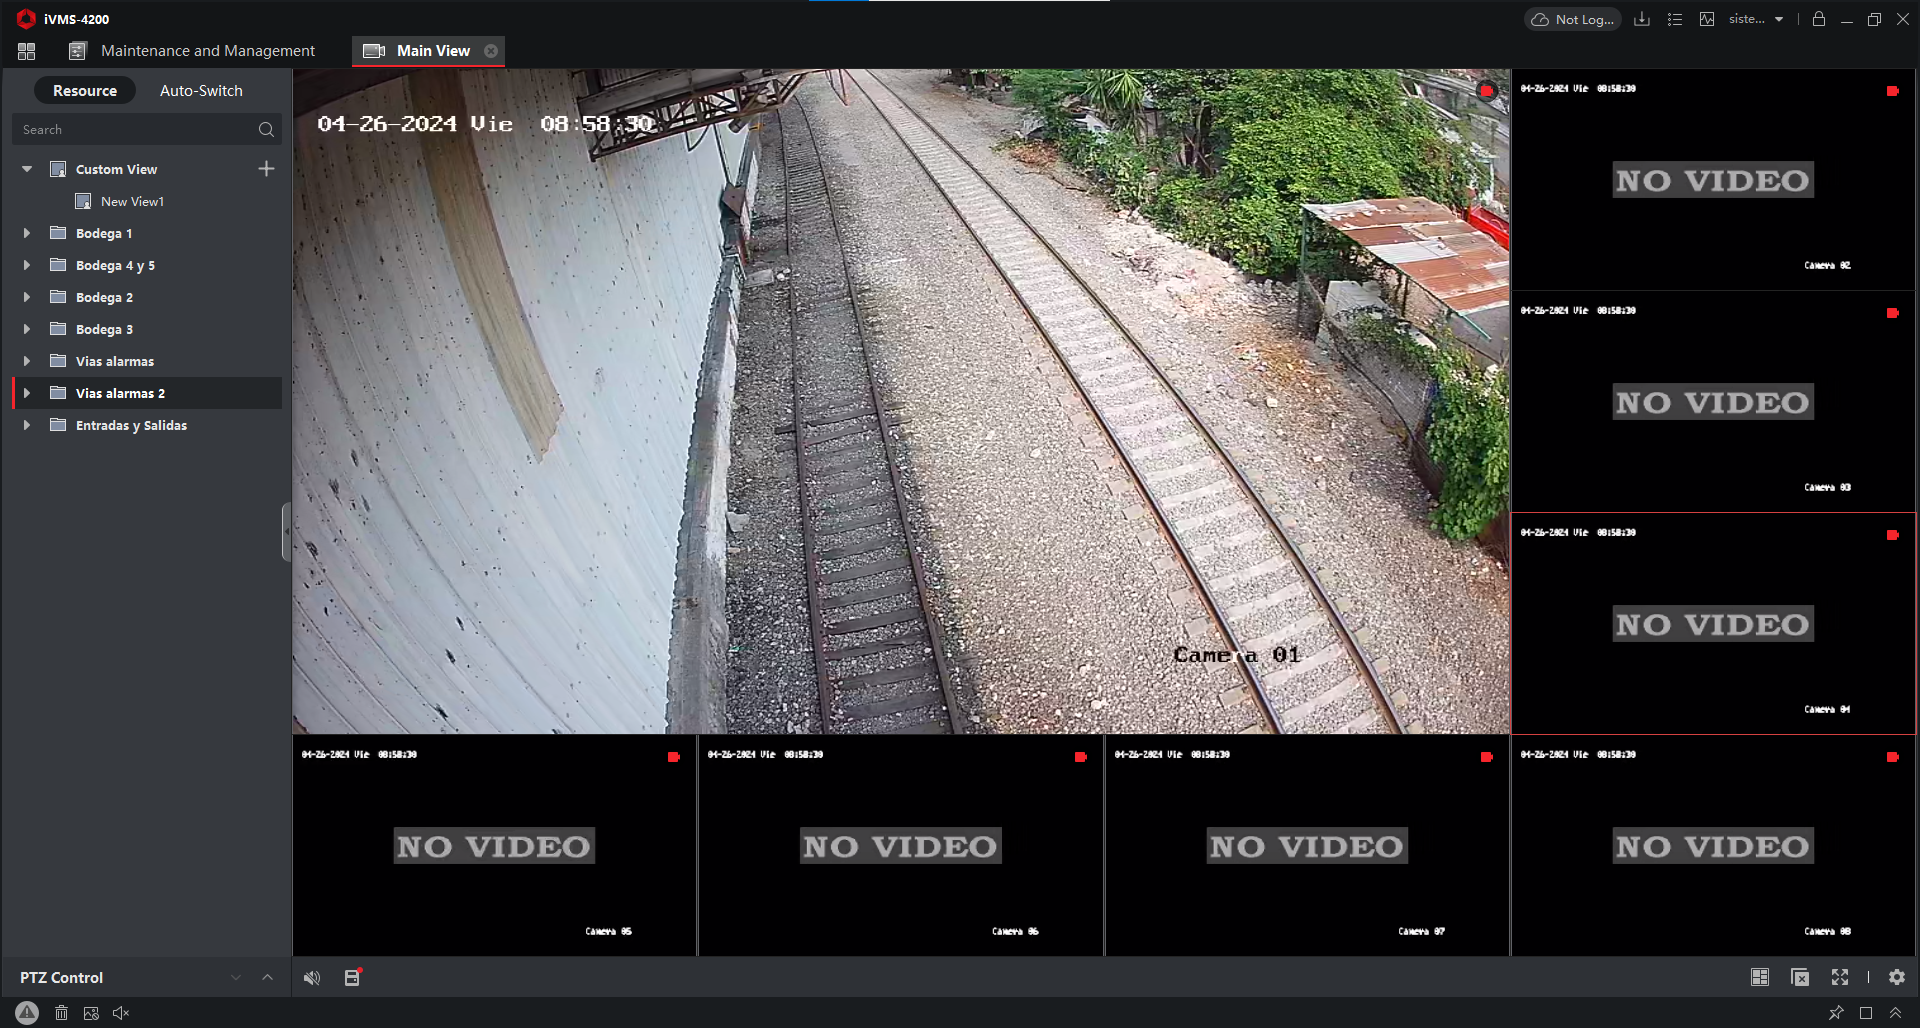 iVMS-4200
Not Log...
siste...
Maintenance and Management
Main View
Resource
Auto-Switch
Search
Custom View
New View1
Bodega 1
Bodega 4 y 5
Bodega 2
Bodega 3
Vias alarmas
Vias alarmas 2
Entradas y Salidas
PTZ Control
04-26-2024 Vie 08:58:30
Camera 01
04-26-2024 Vie 08:58:30
NO VIDEO
Camera 02
04-26-2024 Vie 08:58:30
NO VIDEO
Camera 03
04-26-2024 Vie 08:58:30
NO VIDEO
Camera 04
04-26-2024 Vie 08:58:30
NO VIDEO
Camera 05
04-26-2024 Vie 08:58:30
NO VIDEO
Camera 06
04-26-2024 Vie 08:58:30
NO VIDEO
Camera 07
04-26-2024 Vie 08:58:30
NO VIDEO
Camera 08